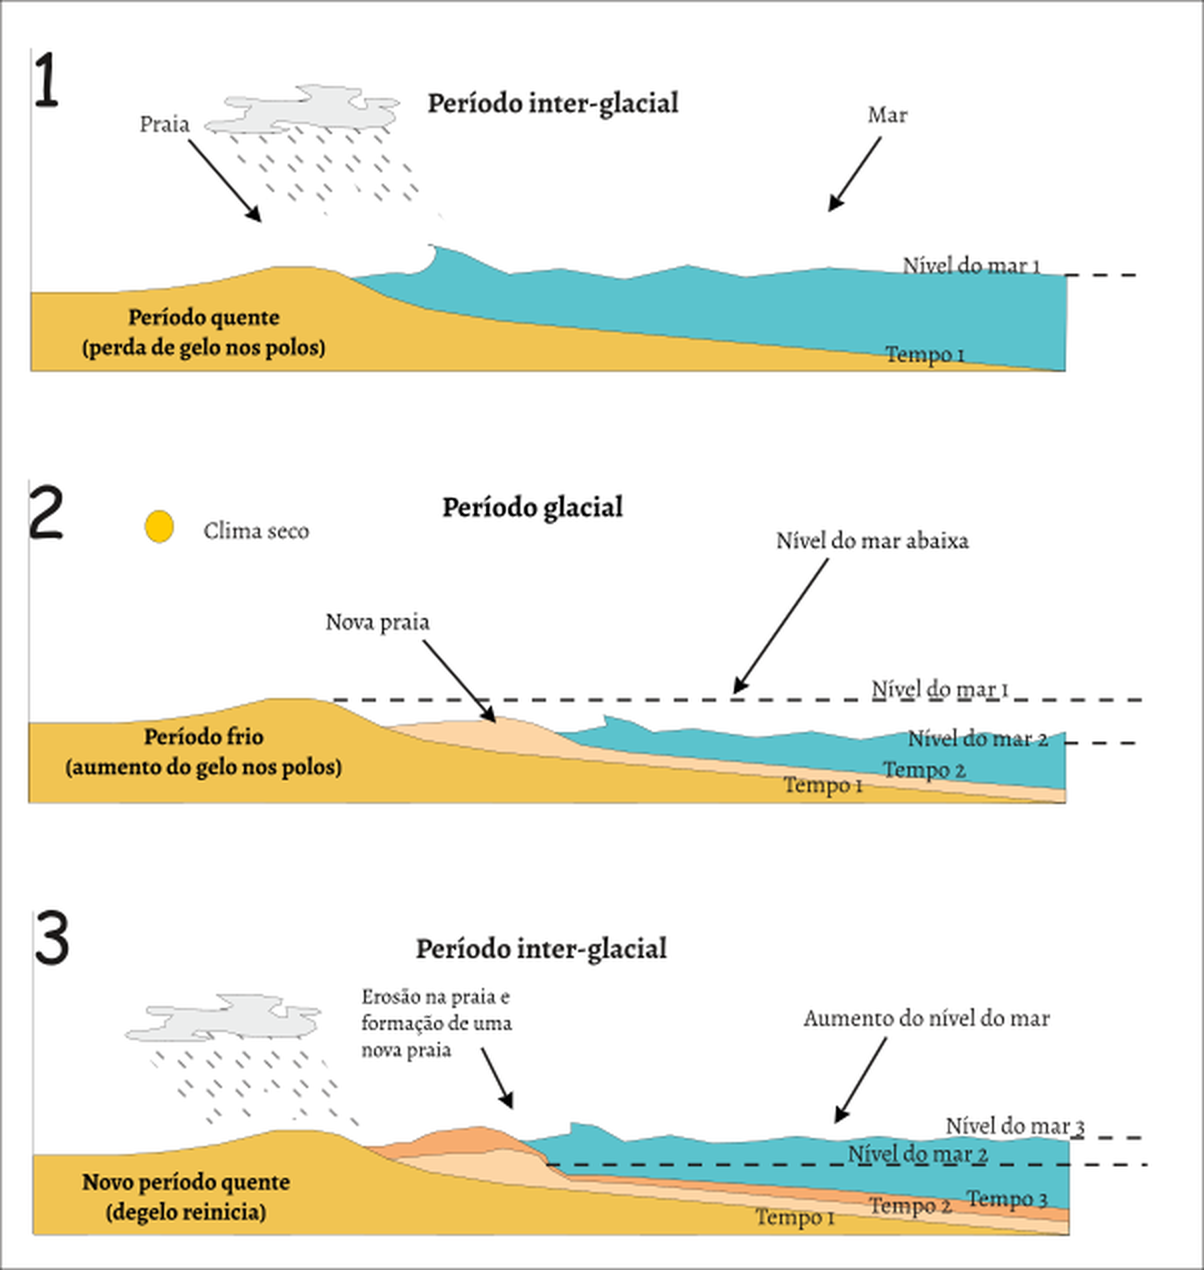 1
Período inter-glacial
Praia
Mar
Nível do mar 1
Período quente
(perda de gelo nos polos)
Tempo 1
2
Período glacial
Clima seco
Nível do mar abaixa
Nova praia
Nível do mar 1
Período frio
(aumento do gelo nos polos)
Nível do mar 2
Tempo 2
Tempo 1
3
Período inter-glacial
Erosão na praia e
formação de uma
nova praia
Aumento do nível do mar
Nível do mar 3
Nível do mar 2
Novo período quente
(degelo reinicia)
Tempo 3
Tempo 2
Tempo 1